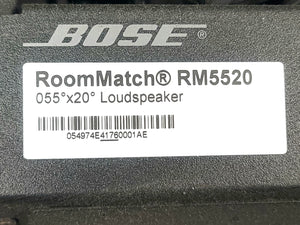 BOSE
RoomMatch® RM5520
055°x20° Loudspeaker
054974E41760001AE